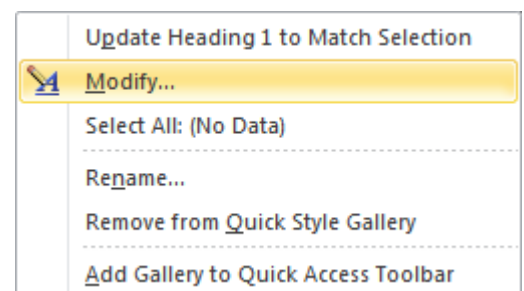 Update Heading 1 to Match Selection
Modify...
Select All: (No Data)
Rename...
Remove from Quick Style Gallery
Add Gallery to Quick Access Toolbar